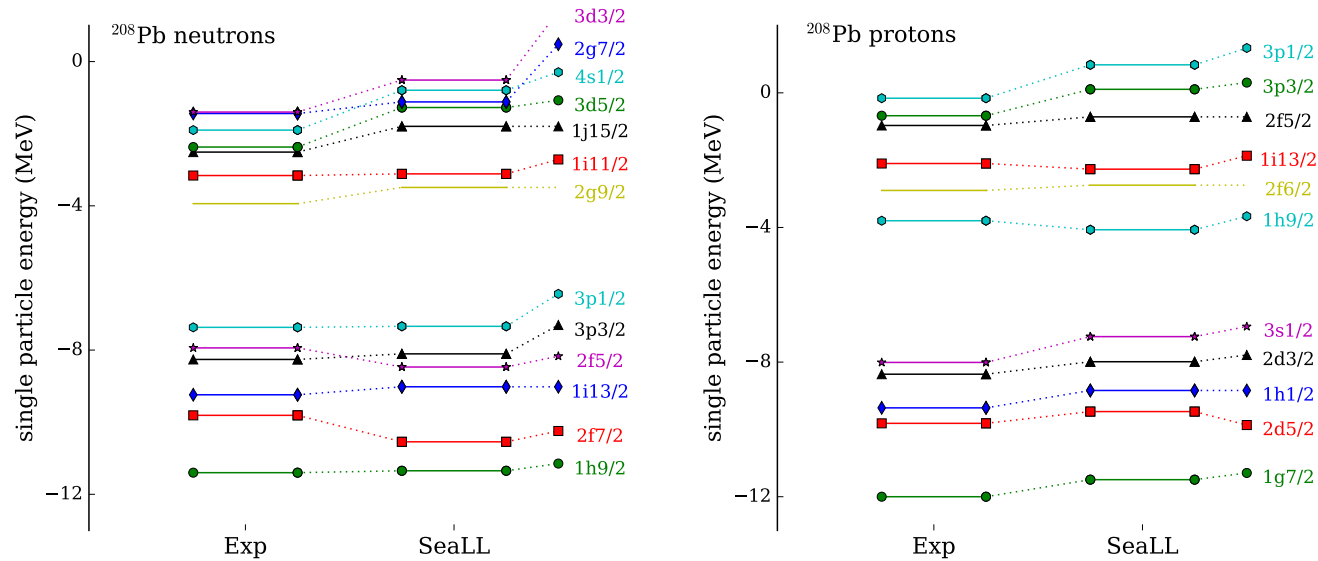 ²⁰⁸Pb neutrons
single particle energy (MeV)
0
−4
−8
−12
Exp
SeaLL
3d3/2
2g7/2
4s1/2
3d5/2
1j15/2
1i11/2
2g9/2
3p1/2
3p3/2
2f5/2
1i13/2
2f7/2
1h9/2
²⁰⁸Pb protons
single particle energy (MeV)
0
−4
−8
−12
Exp
SeaLL
3p1/2
3p3/2
2f5/2
1i13/2
2f6/2
1h9/2
3s1/2
2d3/2
1h1/2
2d5/2
1g7/2